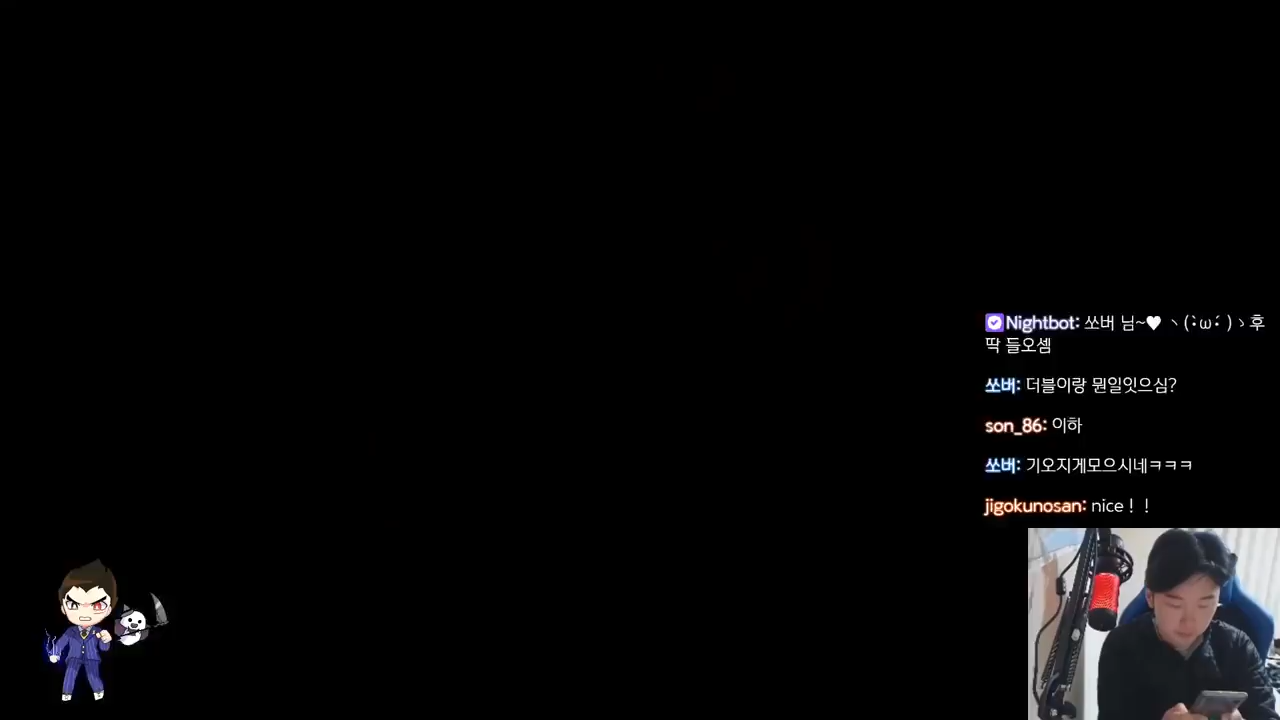 Nightbot: 쏘버 님~♥ ヽ(･̀ω･́ )ゝ후
딱 들오셈
쏘버: 더블이랑 뭔일잇으심?
son_86: 이하
쏘버: 기오지게모으시네ㅋㅋㅋ
jigokunosan: nice！！